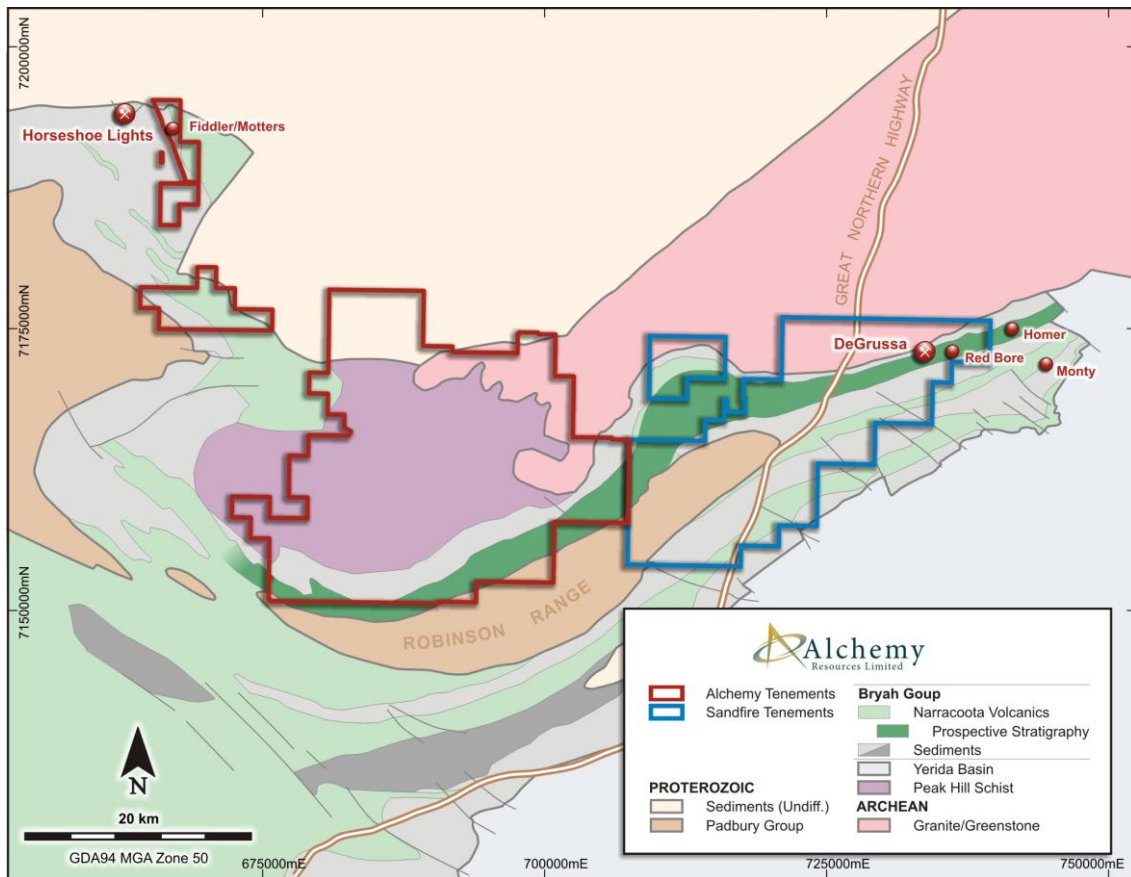 7200000mN
7175000mN
7150000mN
Horseshoe Lights
Fiddler/Motters
GREAT NORTHERN HIGHWAY
DeGrussa
Red Bore
Homer
Monty
ROBINSON RANGE
N
20 km
GDA94 MGA Zone 50
675000mE
700000mE
725000mE
750000mE
Alchemy
Resources Limited
Alchemy Tenements
Sandfire Tenements
PROTEROZOIC
Sediments (Undiff.)
Padbury Group
Bryah Goup
Narracoota Volcanics
Prospective Stratigraphy
Sediments
Yerida Basin
Peak Hill Schist
ARCHEAN
Granite/Greenstone